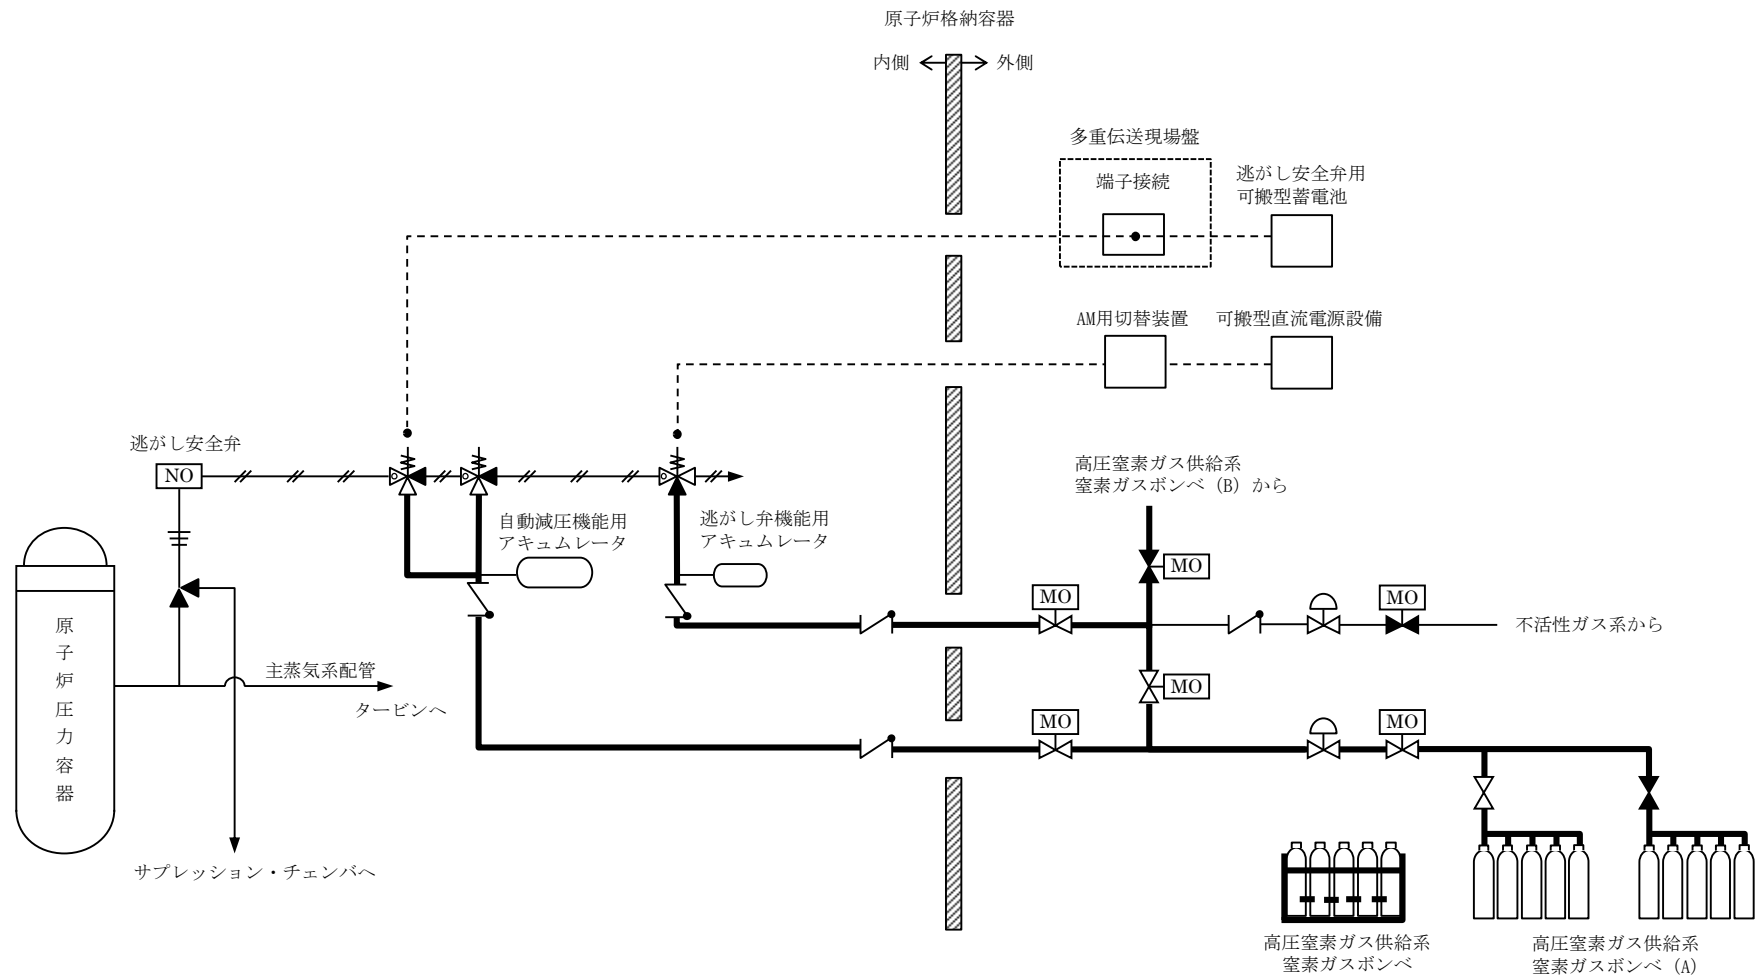 原子炉格納容器
内側
外側
多重伝送現場盤
端子接続
逃がし安全弁用
可搬型蓄電池
AM用切替装置
可搬型直流電源設備
逃がし安全弁
NO
高圧窒素ガス供給系
窒素ガスボンベ (B) から
自動減圧機能用
アキュムレータ
逃がし弁機能用
アキュムレータ
MO
MO
MO
不活性ガス系から
原子炉圧力容器
主蒸気系配管
タービンへ
MO
MO
MO
サプレッション・チェンバへ
高圧窒素ガス供給系
窒素ガスボンベ
高圧窒素ガス供給系
窒素ガスボンベ (A)